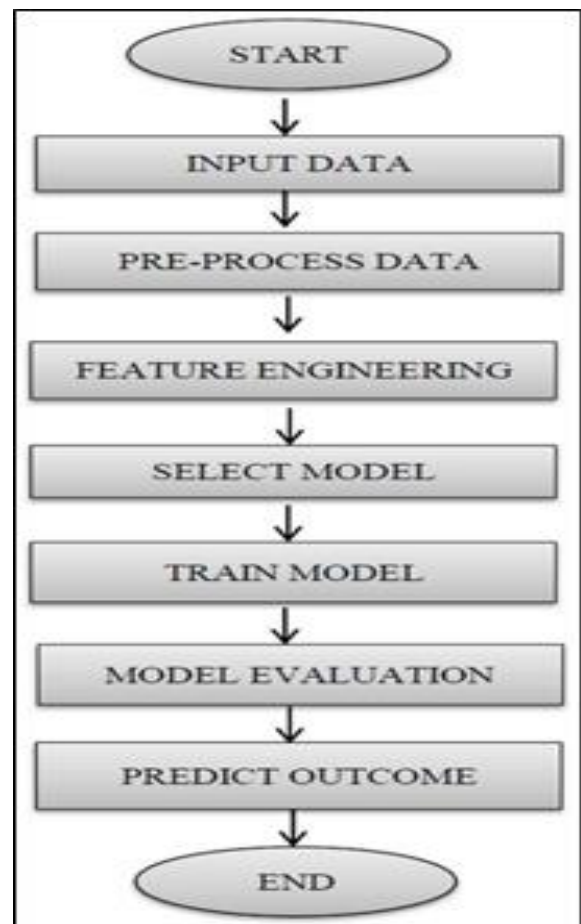 START
INPUT DATA
PRE-PROCESS DATA
FEATURE ENGINEERING
SELECT MODEL
TRAIN MODEL
MODEL EVALUATION
PREDICT OUTCOME
END